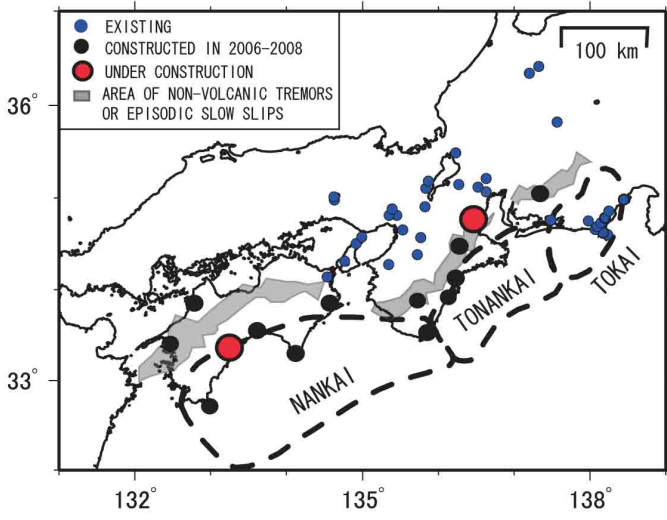 EXISTING
CONSTRUCTED IN 2006-2008
UNDER CONSTRUCTION
AREA OF NON-VOLCANIC TREMORS
OR EPISODIC SLOW SLIPS
100 km
36°
33°
TOKAI
TONANKAI
NANKAI
132°
135°
138°